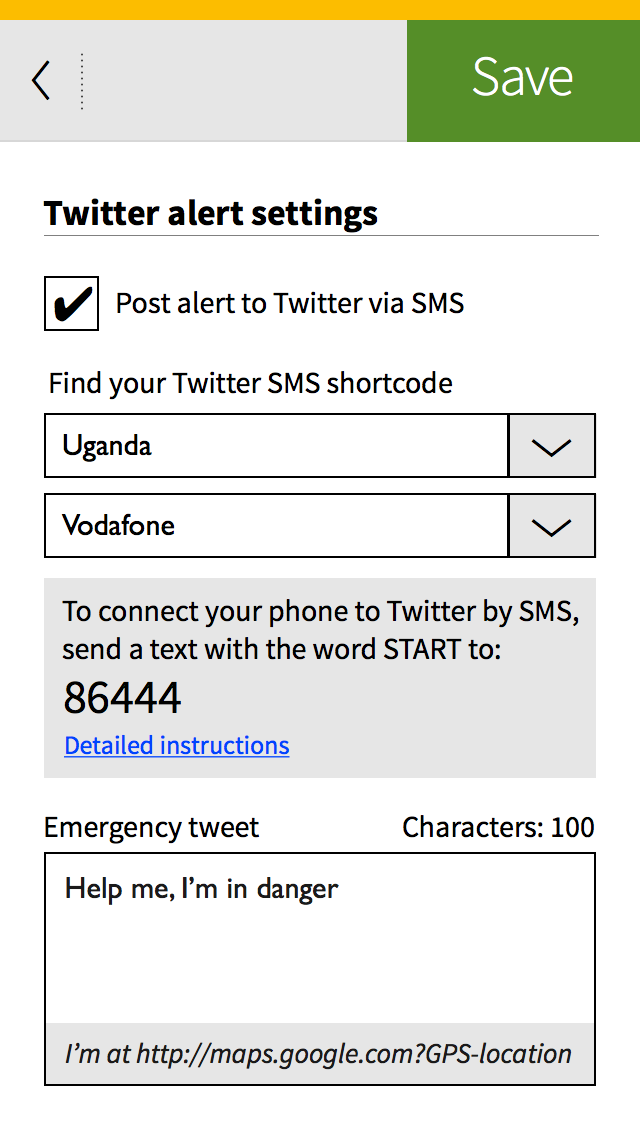 Save
Twitter alert settings
Post alert to Twitter via SMS
Find your Twitter SMS shortcode
Uganda
Vodafone
To connect your phone to Twitter by SMS,
send a text with the word START to:
86444
Detailed instructions
Emergency tweet Characters: 100
Help me, I’m in danger
I’m at http://maps.google.com?GPS-location